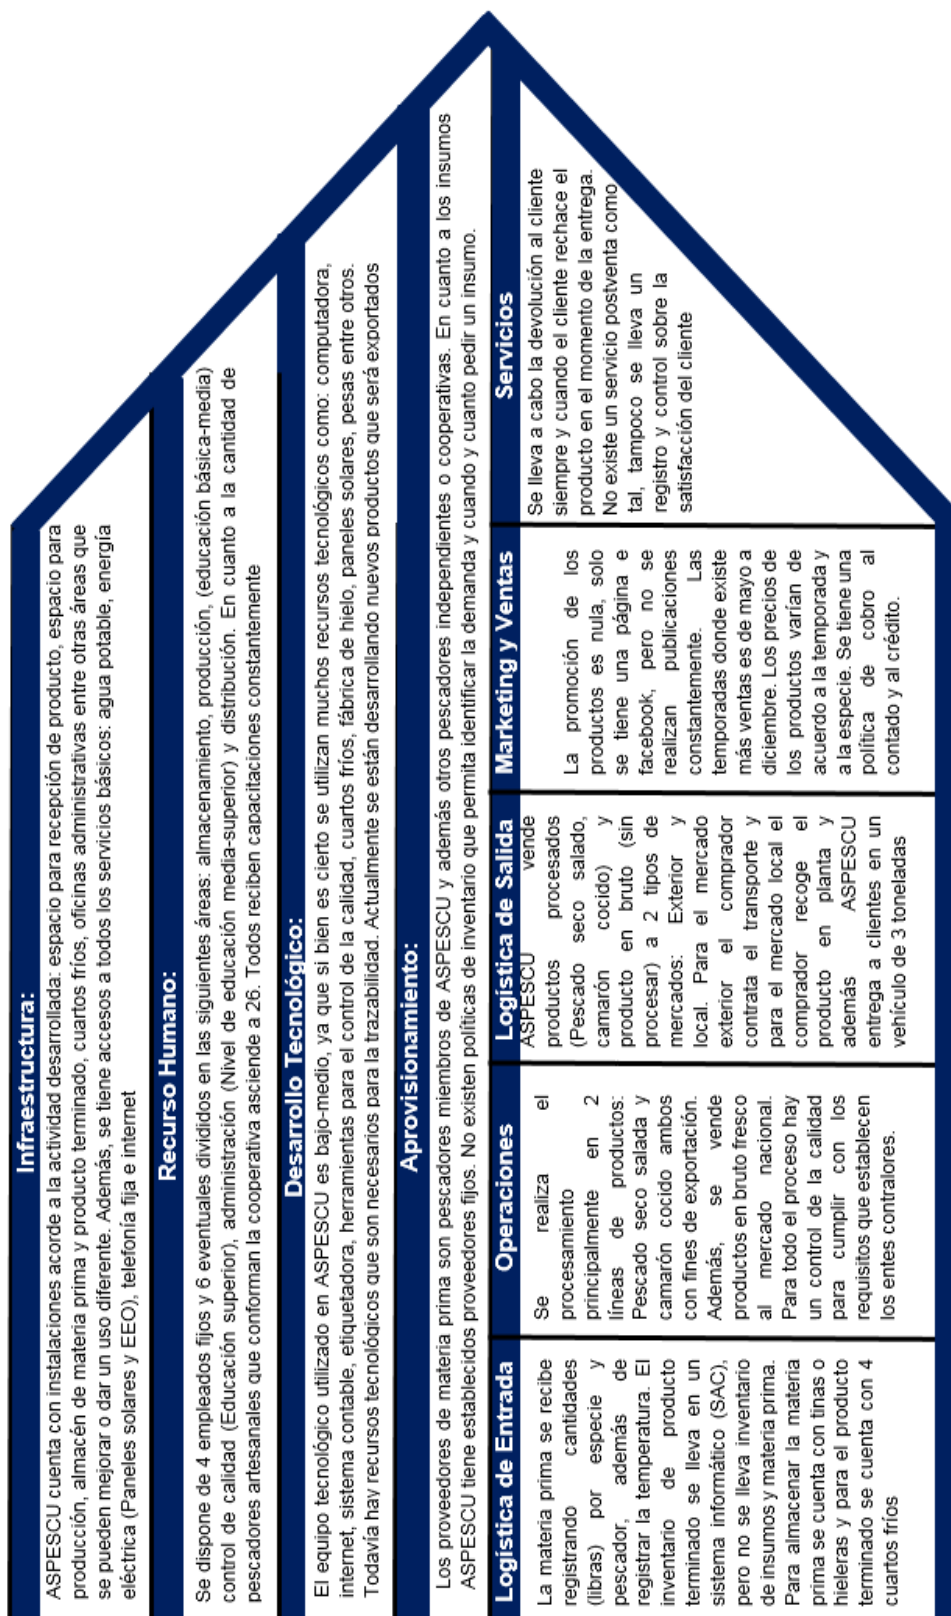 Infraestructura:
ASPESCU cuenta con instalaciones acorde a la actividad desarrollada: espacio para recepción de producto, espacio para
producción, almacén de materia prima y producto terminado, cuartos fríos, oficinas administrativas entre otras áreas que
se pueden mejorar o dar un uso diferente. Además, se tiene accesos a todos los servicios básicos: agua potable, energía
eléctrica (Paneles solares y EEO), telefonía fija e internet
Recurso Humano:
Se dispone de 4 empleados fijos y 6 eventuales divididos en las siguientes áreas: almacenamiento, producción, (educación básica-media)
control de calidad (Educación superior), administración (Nivel de educación media-superior) y distribución. En cuanto a la cantidad de
pescadores artesanales que conforman la cooperativa asciende a 26. Todos reciben capacitaciones constantemente
Desarrollo Tecnológico:
El equipo tecnológico utilizado en ASPESCU es bajo-medio, ya que si bien es cierto se utilizan muchos recursos tecnológicos como: computadora,
internet, sistema contable, etiquetadora, herramientas para el control de la calidad, cuartos fríos, fábrica de hielo, paneles solares, pesas entre otros.
Todavía hay recursos tecnológicos que son necesarios para la trazabilidad. Actualmente se están desarrollando nuevos productos que será exportados
Aprovisionamiento:
Los proveedores de materia prima son pescadores miembros de ASPESCU y además otros pescadores independientes o cooperativas. En cuanto a los insumos
ASPESCU tiene establecidos proveedores fijos. No existen políticas de inventario que permita identificar la demanda y cuando y cuanto pedir un insumo.
Logística de Entrada
La materia prima se recibe
registrando cantidades
(libras) por especie y
pescador, además de
registrar la temperatura. El
inventario de producto
terminado se lleva en un
sistema informático (SAC),
pero no se lleva inventario
de insumos y materia prima.
Para almacenar la materia
prima se cuenta con tinas o
hieleras y para el producto
terminado se cuenta con 4
cuartos fríos
Operaciones
Se realiza el
procesamiento
principalmente en 2
líneas de productos:
Pescado seco salada y
camarón cocido ambos
con fines de exportación.
Además, se vende
productos en bruto fresco
al mercado nacional.
Para todo el proceso hay
un control de la calidad
para cumplir con los
requisitos que establecen
los entes contralores.
Logística de Salida
ASPESCU vende
productos procesados
(Pescado seco salado,
camarón cocido) y
producto en bruto (sin
procesar) a 2 tipos de
mercados: Exterior y
local. Para el mercado
exterior el comprador
contrata el transporte y
para el mercado local el
comprador recoge el
producto en planta y
además ASPESCU
entrega a clientes en un
vehículo de 3 toneladas
Marketing y Ventas
La promoción de los
productos es nula, solo
se tiene una página e
facebook, pero no se
realizan publicaciones
constantemente. Las
temporadas donde existe
más ventas es de mayo a
diciembre. Los precios de
los productos varían de
acuerdo a la temporada y
a la especie. Se tiene una
política de cobro al
contado y al crédito.
Servicios
Se lleva a cabo la devolución al cliente
siempre y cuando el cliente rechace el
producto en el momento de la entrega.
No existe un servicio postventa como
tal, tampoco se lleva un
registro y control sobre la
satisfacción del cliente